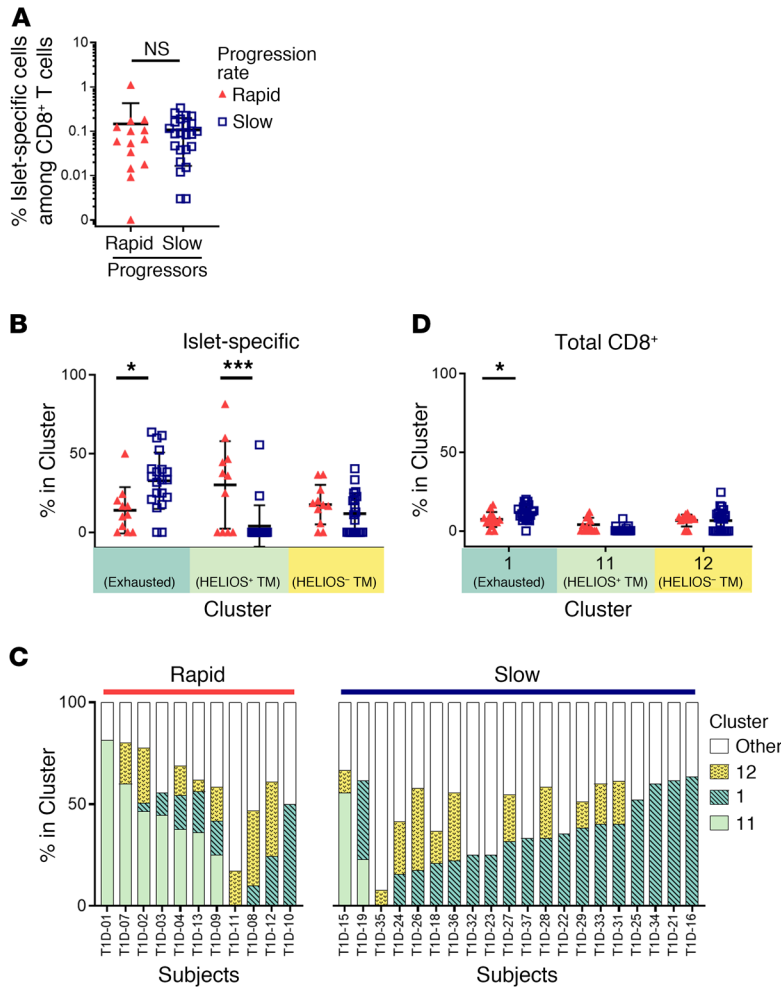 A
% Islet-specific cells
among CD8⁺ T cells
10
1
0.1
0.01
0
NS
Progression
rate
Rapid
Slow
Rapid Slow
Progressors
B
Islet-specific
% in Cluster
100
50
0
*
***
(Exhausted) (HELIOS⁺ TM) (HELIOS⁻ TM)
Cluster
D
Total CD8⁺
% in Cluster
100
50
0
*
1 11 12
(Exhausted) (HELIOS⁺ TM) (HELIOS⁻ TM)
Cluster
C
Rapid
Slow
% in Cluster
100
50
0
T1D-01
T1D-07
T1D-02
T1D-03
T1D-04
T1D-13
T1D-09
T1D-11
T1D-08
T1D-12
T1D-10
Subjects
T1D-15
T1D-19
T1D-35
T1D-24
T1D-26
T1D-18
T1D-36
T1D-32
T1D-23
T1D-27
T1D-37
T1D-28
T1D-22
T1D-29
T1D-33
T1D-31
T1D-25
T1D-34
T1D-21
T1D-16
Subjects
Cluster
Other
12
1
11